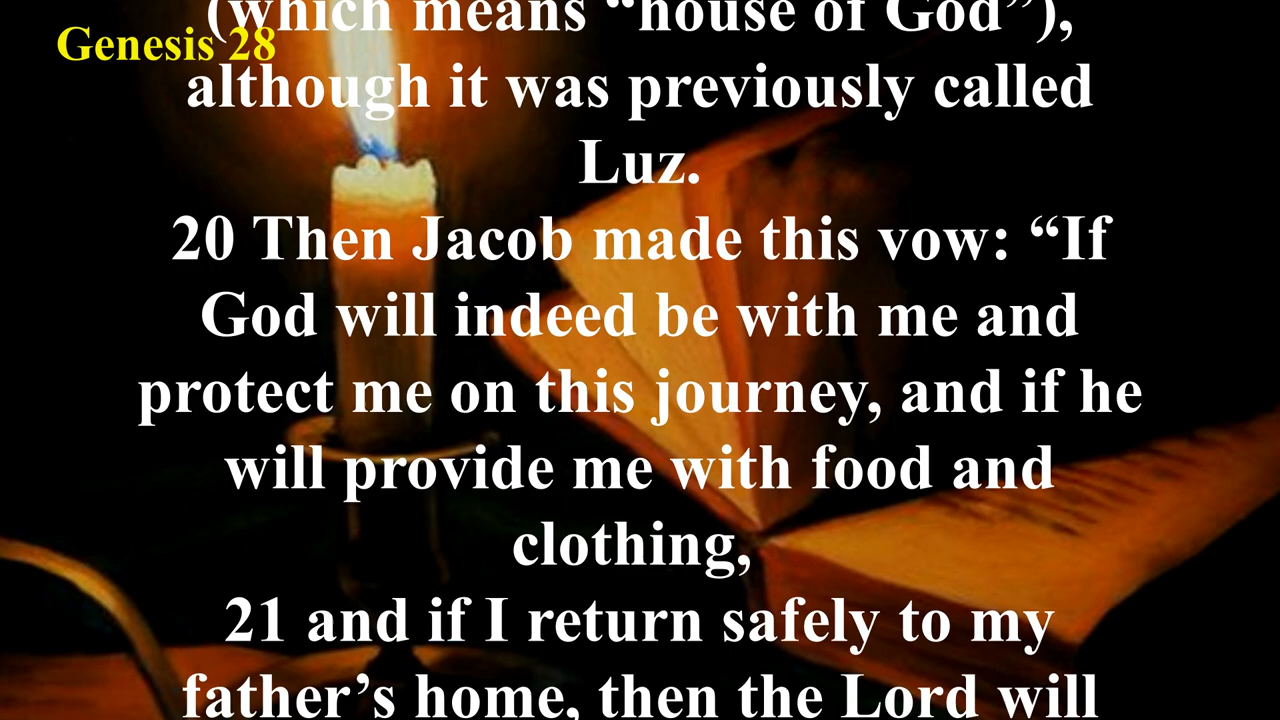 (which means “house of God”),
Genesis 28
although it was previously called
Luz.
20 Then Jacob made this vow: “If
God will indeed be with me and
protect me on this journey, and if he
will provide me with food and
clothing,
21 and if I return safely to my
father’s home, then the Lord will